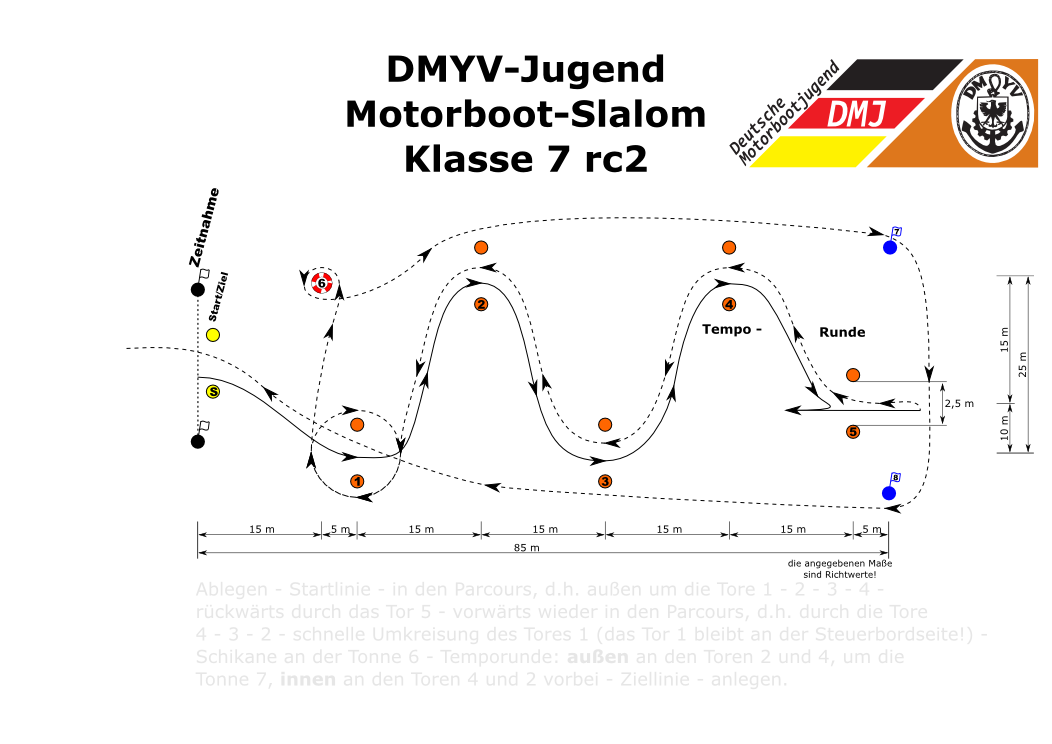 DMYV-Jugend
Motorboot-Slalom
Klasse 7 rc2
Deutsche
Motorbootjugend
DMJ
DM YV
Zeitnahme
Start/Ziel
7
6
2
4
Tempo -
Runde
15 m
25 m
S
2,5 m
10 m
5
1
3
8
15 m
5 m
15 m
15 m
15 m
15 m
5 m
85 m
die angegebenen Maße
sind Richtwerte!
Ablegen - Startlinie - in den Parcours, d.h. außen um die Tore 1 - 2 - 3 - 4 -
rückwärts durch das Tor 5 - vorwärts wieder in den Parcours, d.h. durch die Tore
4 - 3 - 2 - schnelle Umkreisung des Tores 1 (das Tor 1 bleibt an der Steuerbordseite!) -
Schikane an der Tonne 6 - Temporunde: außen an den Toren 2 und 4, um die
Tonne 7, innen an den Toren 4 und 2 vorbei - Ziellinie - anlegen.